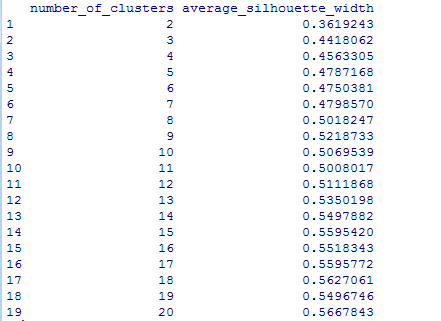 number_of_clusters average_silhouette_width
1 2 0.3619243
2 3 0.4418062
3 4 0.4563305
4 5 0.4787168
5 6 0.4750381
6 7 0.4798570
7 8 0.5018247
8 9 0.5218733
9 10 0.5069539
10 11 0.5008017
11 12 0.5111868
12 13 0.5350198
13 14 0.5497882
14 15 0.5595420
15 16 0.5518343
16 17 0.5595772
17 18 0.5627061
18 19 0.5496746
19 20 0.5667843